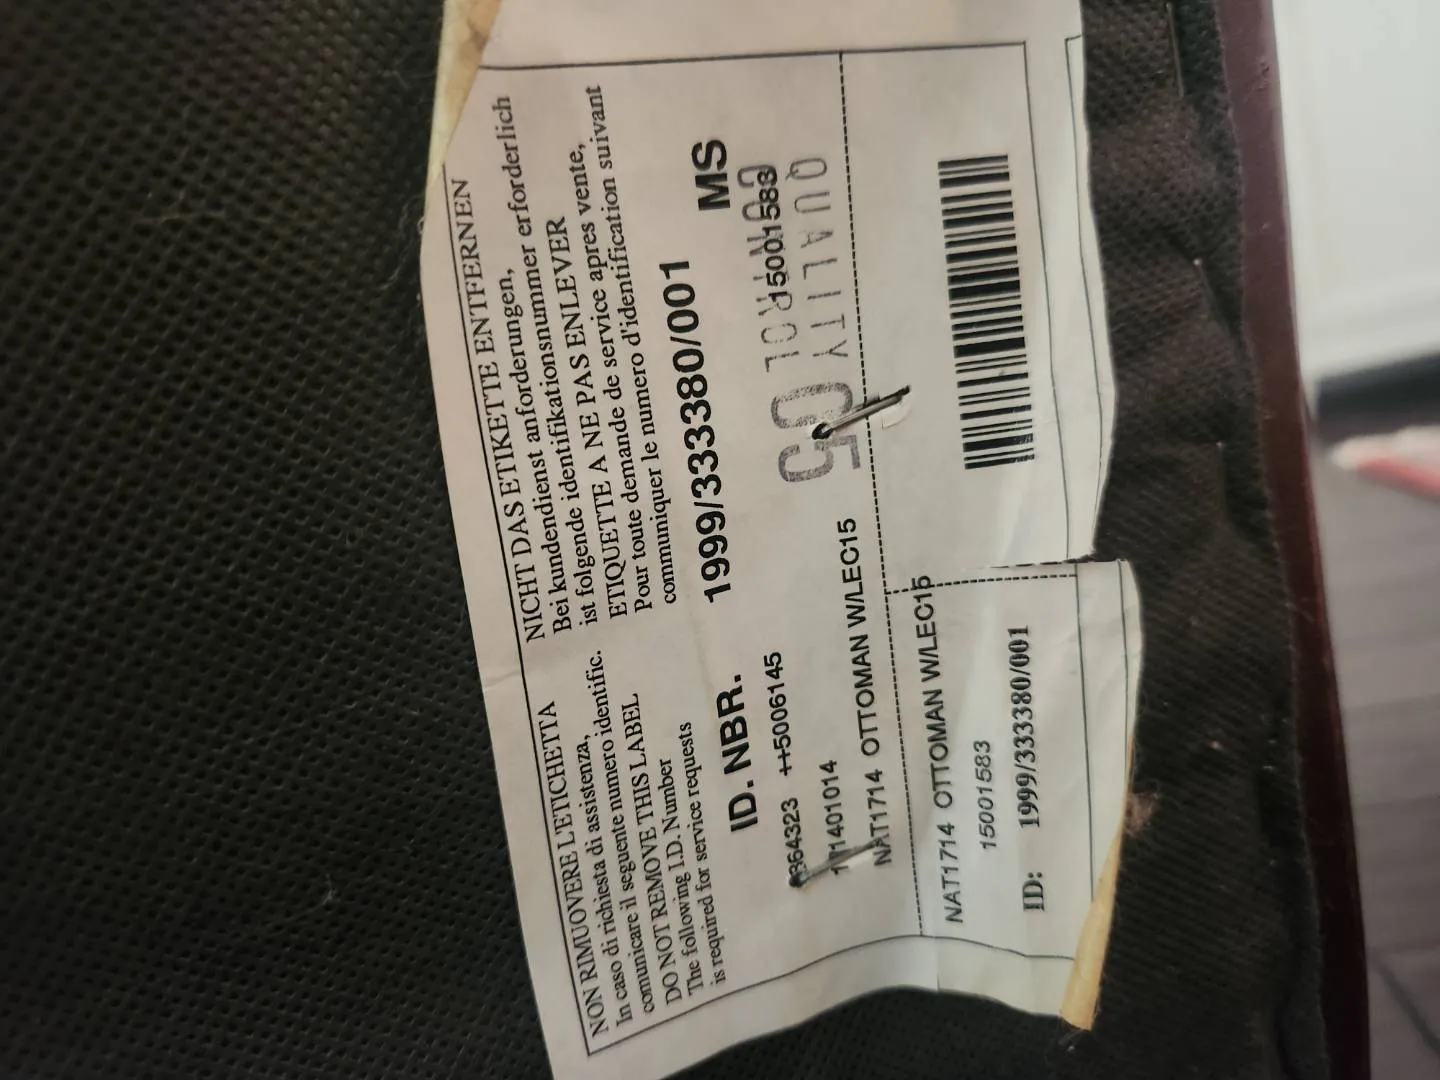 NON RIMUOVERE L'ETICHETTA
In caso di richiesta di assistenza,
comunicare il seguente numero identific.
DO NOT REMOVE THIS LABEL
The following I.D. Number
is required for service requests
NICHT DAS ETIKETTE ENTFERNEN
Bei kundendienst anforderungen,
ist folgende identifikationsnummer erforderlich
ETIQUETTE A NE PAS ENLEVER
Pour toute demande de service apres vente,
communiquer le numero d'identification suivant
ID. NBR. 1999/333380/001 MS
364323 ++5006145 15001583
1401014
QUALITY
CONTROL
05
NAT1714 OTTOMAN W/LEC15
NAT1714 OTTOMAN W/LEC15
15001583
ID: 1999/333380/001